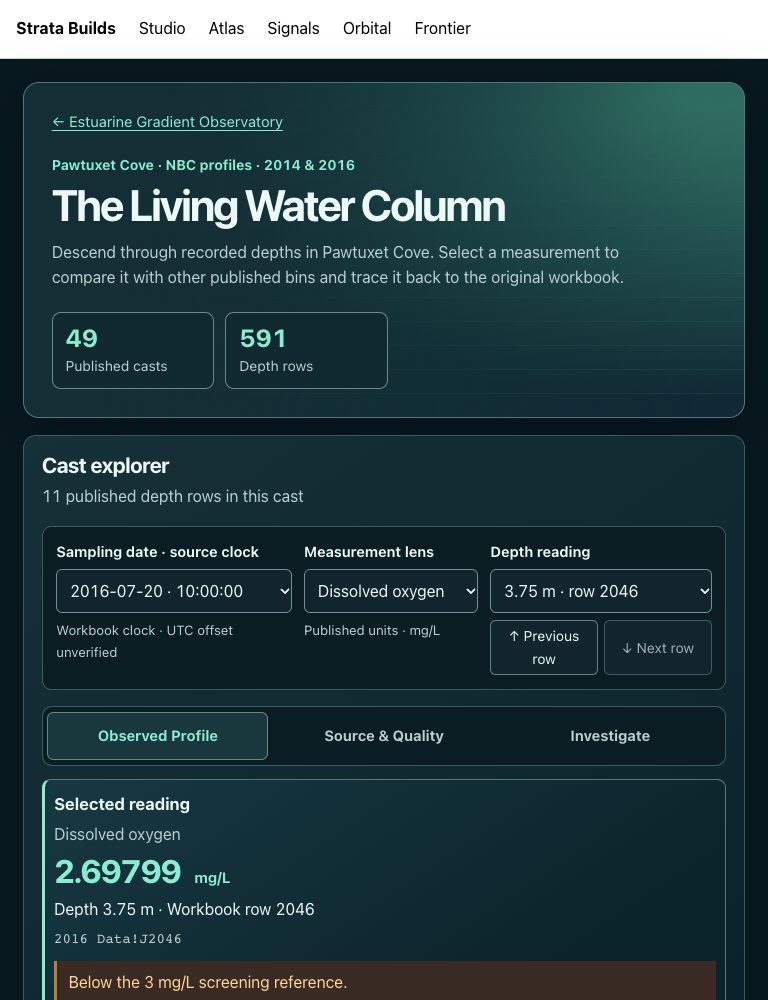 Strata Builds Studio Atlas Signals Orbital Frontier
← Estuarine Gradient Observatory
Pawtuxet Cove · NBC profiles · 2014 & 2016
The Living Water Column
Descend through recorded depths in Pawtuxet Cove. Select a measurement to
compare it with other published bins and trace it back to the original workbook.
49
Published casts
591
Depth rows
Cast explorer
11 published depth rows in this cast
Sampling date · source clock
2016-07-20 · 10:00:00
Workbook clock · UTC offset
unverified
Measurement lens
Dissolved oxygen
Published units · mg/L
Depth reading
3.75 m · row 2046
↑ Previous
row
↓ Next row
Observed Profile Source & Quality Investigate
Selected reading
Dissolved oxygen
2.69799 mg/L
Depth 3.75 m · Workbook row 2046
2016 Data!J2046
Below the 3 mg/L screening reference.